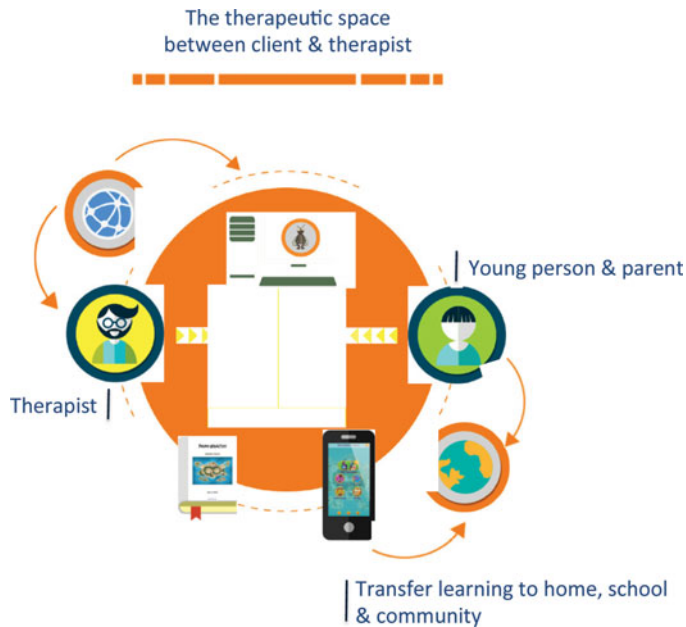 The therapeutic space
between client & therapist
Young person & parent
Therapist
Transfer learning to home, school
& community